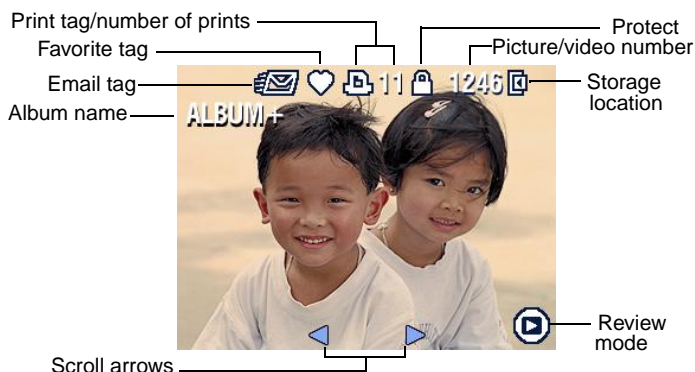 Print tag/number of prints
Protect
Favorite tag
Picture/video number
Email tag
11
1246
Storage
location
Album name
ALBUM+
Review
mode
Scroll arrows